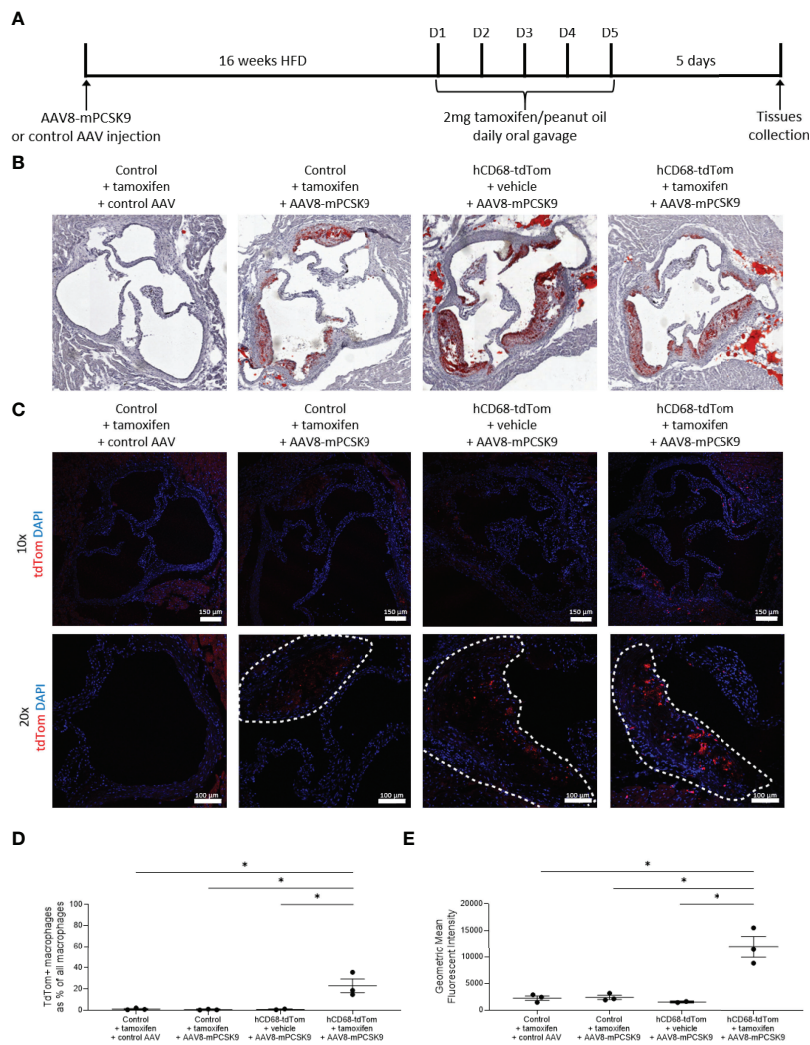 A
D1 D2 D3 D4 D5
16 weeks HFD
5 days
AAV8-mPCSK9
or control AAV injection
2mg tamoxifen/peanut oil
daily oral gavage
Tissues
collection
B
Control
+ tamoxifen
+ control AAV
Control
+ tamoxifen
+ AAV8-mPCSK9
hCD68-tdTom
+ vehicle
+ AAV8-mPCSK9
hCD68-tdTom
+ tamoxifen
+ AAV8-mPCSK9
C
Control
+ tamoxifen
+ control AAV
Control
+ tamoxifen
+ AAV8-mPCSK9
hCD68-tdTom
+ vehicle
+ AAV8-mPCSK9
hCD68-tdTom
+ tamoxifen
+ AAV8-mPCSK9
10x
tdTom DAPI
150 µm
150 µm
150 µm
150 µm
20x
tdTom DAPI
100 µm
100 µm
100 µm
100 µm
D
*
*
*
TdTom+ macrophages
as % of all macrophages
100
80
60
40
20
0
Control
+ tamoxifen
+ control AAV
Control
+ tamoxifen
+ AAV8-mPCSK9
hCD68-tdTom
+ vehicle
+ AAV8-mPCSK9
hCD68-tdTom
+ tamoxifen
+ AAV8-mPCSK9
E
*
*
*
Geometric Mean
Fluorescent Intensity
20000
15000
10000
5000
0
Control
+ tamoxifen
+ control AAV
Control
+ tamoxifen
+ AAV8-mPCSK9
hCD68-tdTom
+ vehicle
+ AAV8-mPCSK9
hCD68-tdTom
+ tamoxifen
+ AAV8-mPCSK9